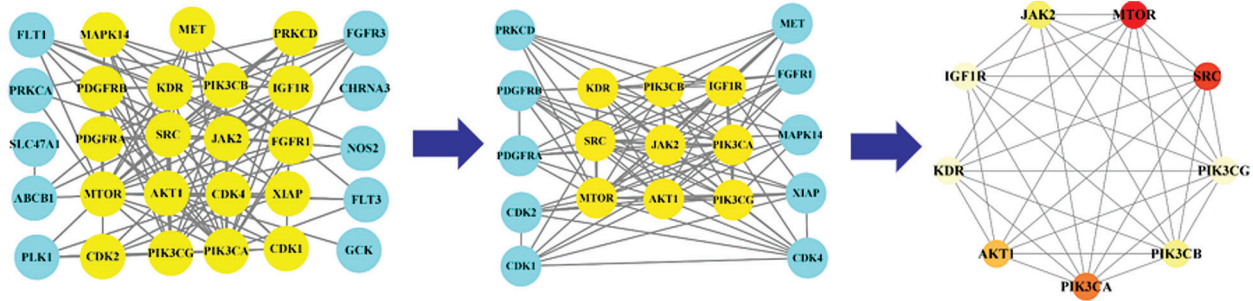 FLT1
MAPK14
MET
PRKCD
FGFR3
PRKCA
PDGFRB
KDR
PIK3CB
IGF1R
CHRNA3
SLC47A1
PDGFRA
SRC
JAK2
FGFR1
NOS2
ABCB1
MTOR
AKT1
CDK4
XIAP
FLT3
PLK1
CDK2
PIK3CG
PIK3CA
CDK1
GCK
PRKCD
MET
PDGFRB
KDR
PIK3CB
IGF1R
FGFR1
PDGFRA
SRC
JAK2
PIK3CA
MAPK14
CDK2
MTOR
AKT1
PIK3CG
XIAP
CDK1
CDK4
JAK2
MTOR
IGF1R
SRC
KDR
PIK3CG
AKT1
PIK3CB
PIK3CA